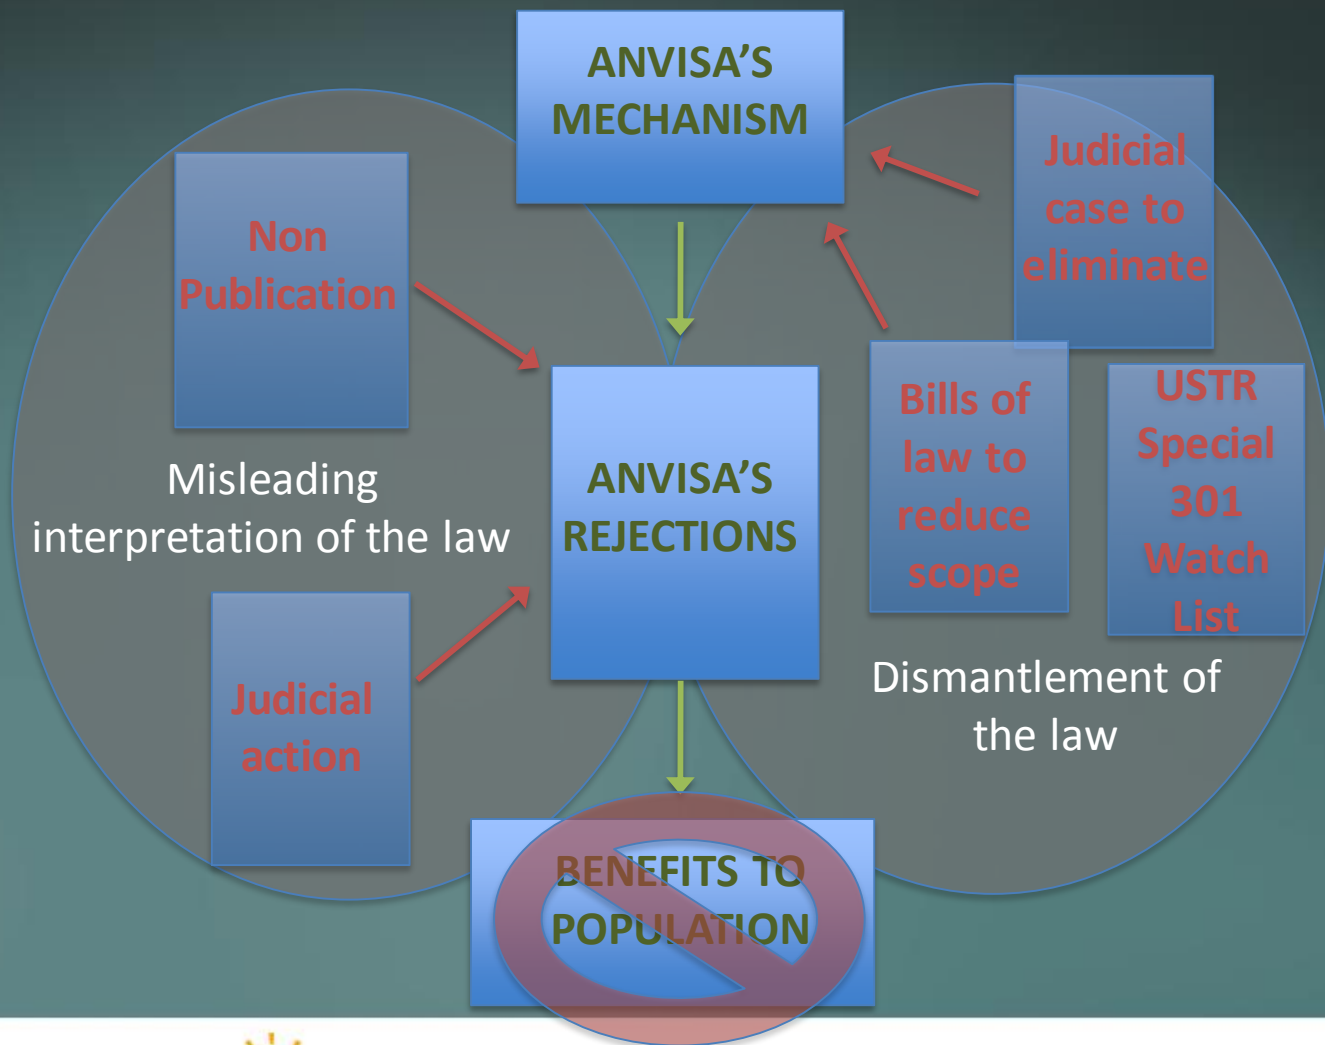 ANVISA'S
MECHANISM
Non
Publication
Misleading
interpretation of the law
Judicial
action
ANVISA'S
REJECTIONS
Judicial
case to
eliminate
Bills of
law to
reduce
scope
USTR
Special
301
Watch
List
Dismantlement of
the law
BENEFITS TO
POPULATION